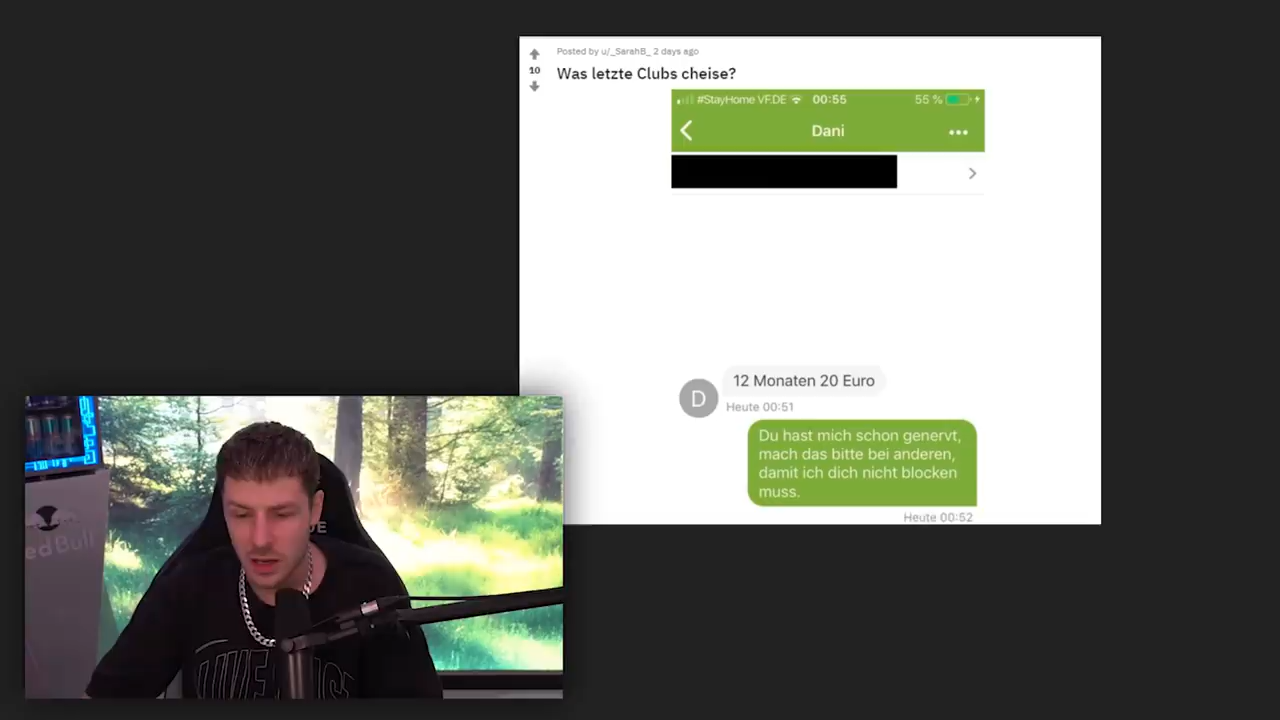 Posted by u/_SarahB_ 2 days ago
10
Was letzte Clubs cheise?
#StayHome VF.DE 00:55 55 %
Dani
12 Monaten 20 Euro
D
Heute 00:51
Du hast mich schon genervt,
mach das bitte bei anderen,
damit ich dich nicht blocken
muss.
Heute 00:52
edBull